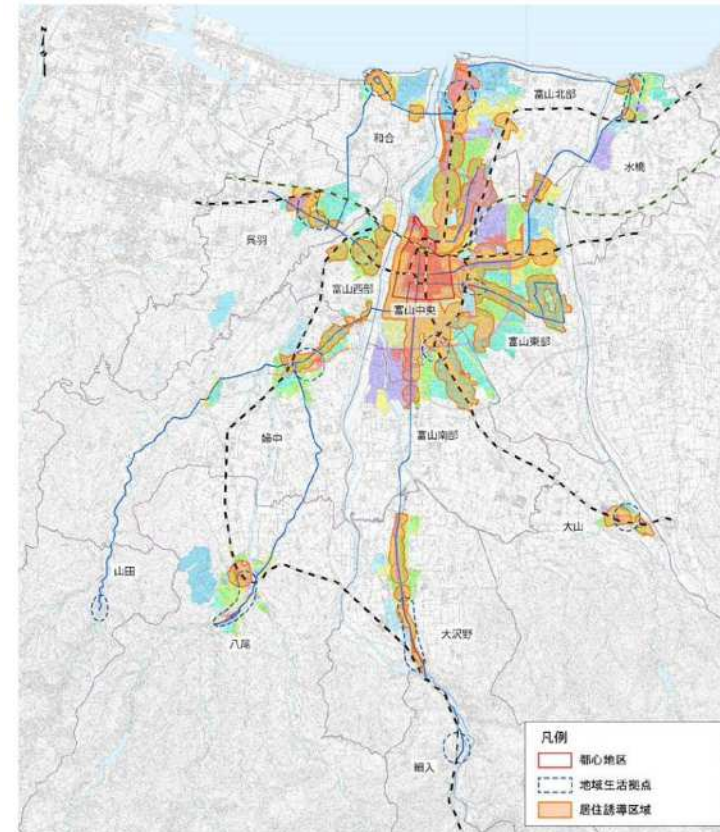 富山北部
和合
水橋
呉羽
富山西部
富山中央
富山東部
婦中
富山南部
大山
山田
八尾
大沢野
細入
凡例
都心地区
地域生活拠点
居住誘導区域